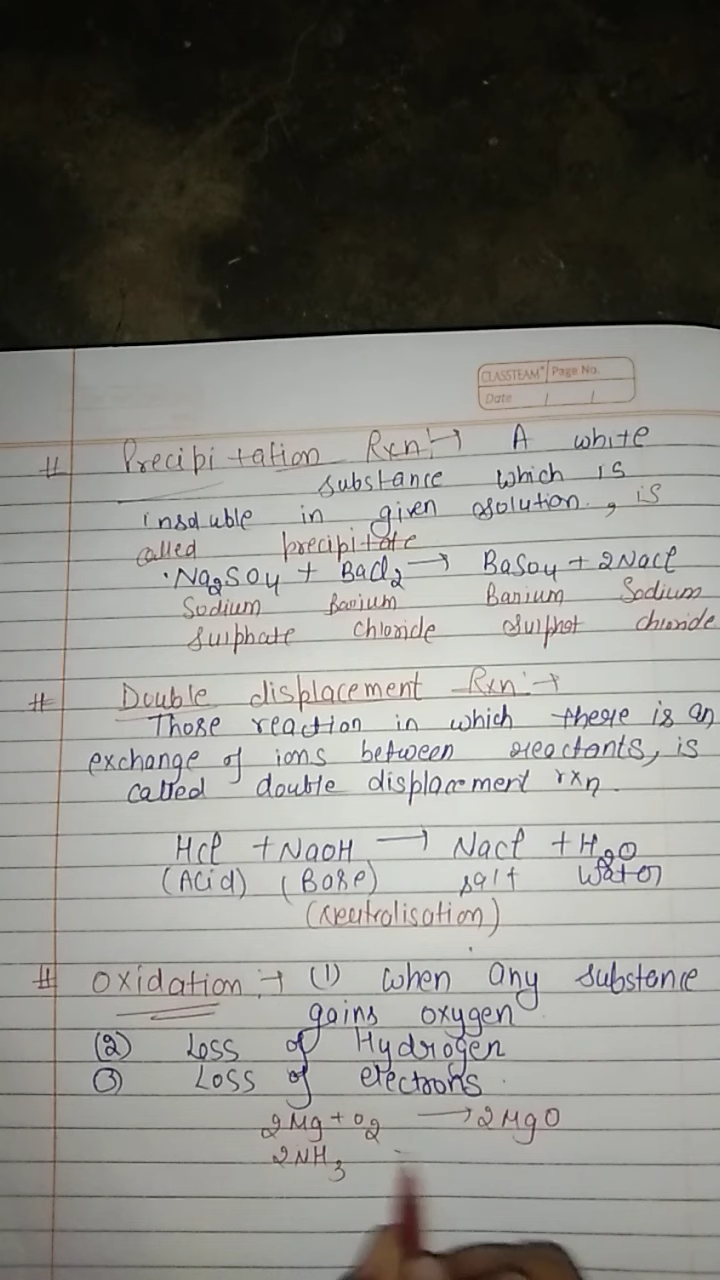 CLASSTEAM Page No.
Date / /
# Precipitation Rxn:→ A white
substance which is
insoluble in given solution, is
called precipitate
Na₂SO₄ + BaCl₂ → BaSO₄ + 2NaCl
Sodium Barium Barium Sodium
Sulphate Chloride Sulphat chloride
# Double displacement Rxn:→
Those reaction in which there is an
exchange of ions between reactants, is
called double displacement rxn.
HCl + NaOH → NaCl + H₂O
(Acid) (Base) salt Water
(Neutralisation)
# Oxidation:→ (1) When any substance
gains oxygen
(2) Loss of Hydrogen
(3) Loss of electrons.
2Mg + O₂ → 2MgO
2NH₃